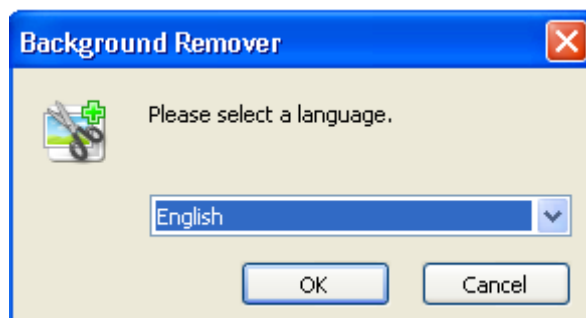 Background Remover
Please select a language.
English
OK
Cancel